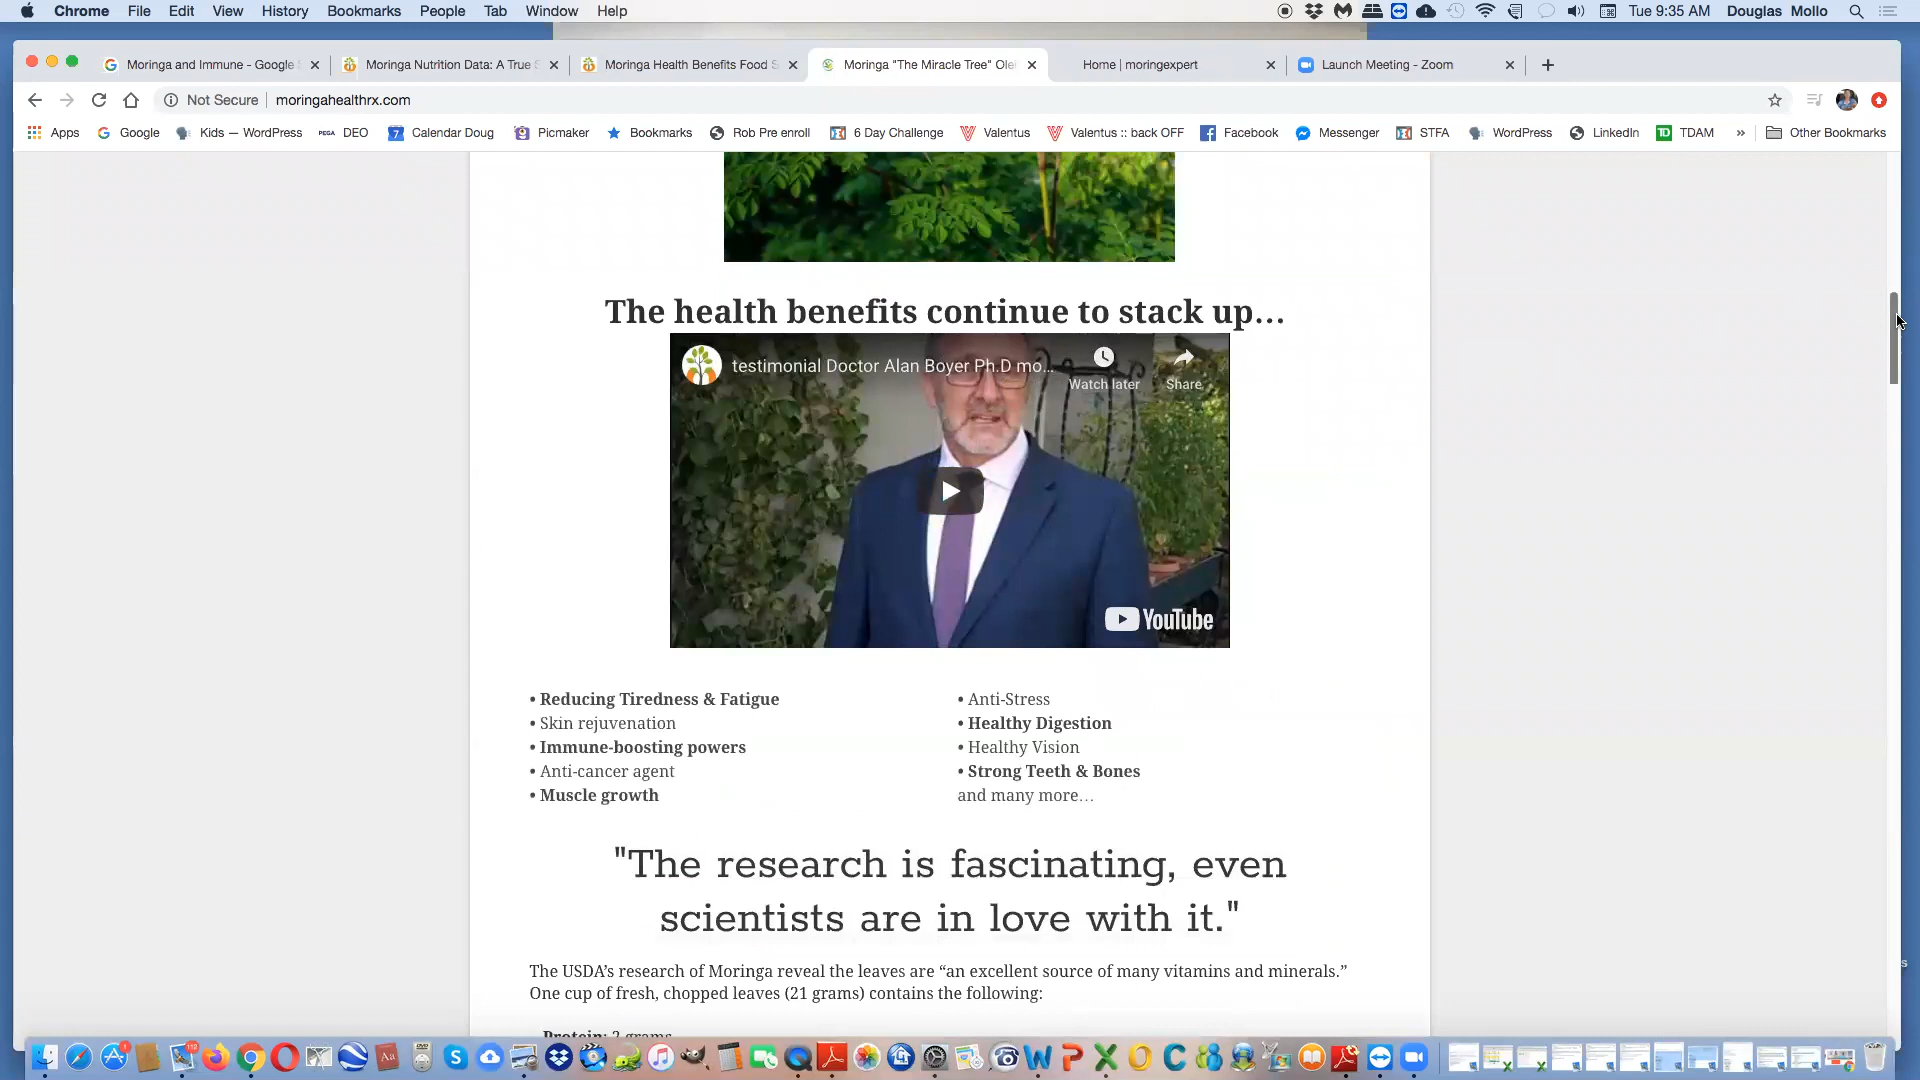 Chrome File Edit View History Bookmarks People Tab Window Help
Tue 9:35 AM Douglas Mollo
Moringa and Immune - Google
Moringa Nutrition Data: A True
Moringa Health Benefits Food
Moringa "The Miracle Tree" Ole
Home | moringexpert
Launch Meeting - Zoom
Not Secure | moringahealthrx.com
Apps Google Kids — WordPress PEGA DEO 7 Calendar Doug Picmaker Bookmarks Rob Pre enroll 6 Day Challenge Valentus Valentus :: back OFF Facebook Messenger STFA WordPress LinkedIn TD TDAM » Other Bookmarks
The health benefits continue to stack up...
testimonial Doctor Alan Boyer Ph.D mo...
Watch later
Share
YouTube
• Reducing Tiredness & Fatigue
• Skin rejuvenation
• Immune-boosting powers
• Anti-cancer agent
• Muscle growth
• Anti-Stress
• Healthy Digestion
• Healthy Vision
• Strong Teeth & Bones
and many more…
"The research is fascinating, even
scientists are in love with it."
The USDA’s research of Moringa reveal the leaves are “an excellent source of many vitamins and minerals.”
One cup of fresh, chopped leaves (21 grams) contains the following:
Protein: 2 grams